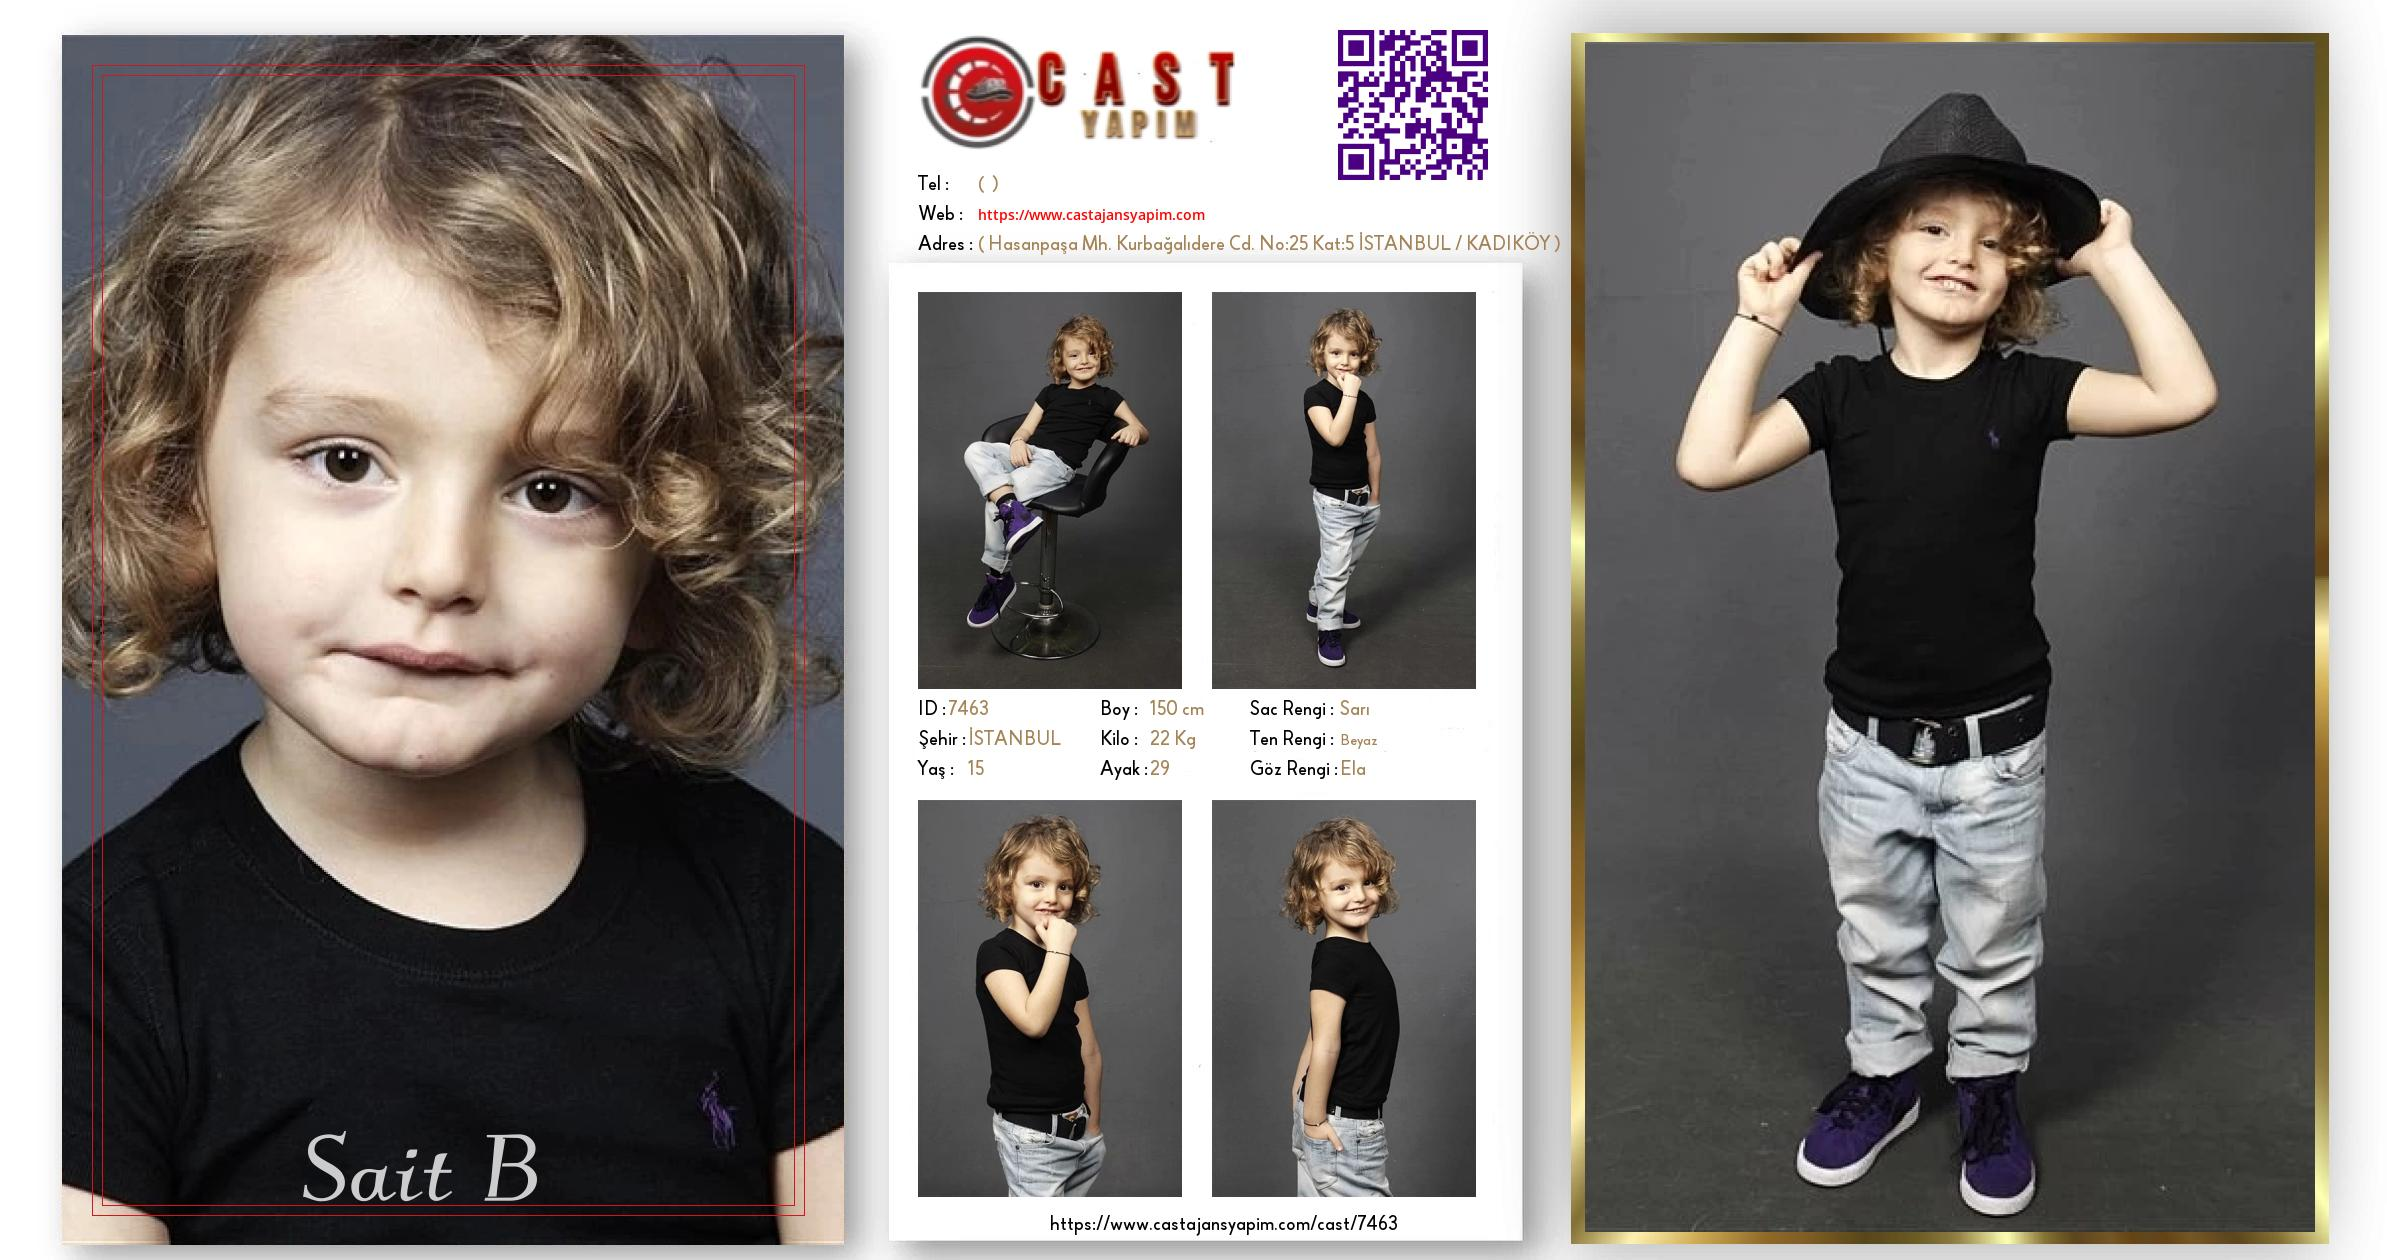 Sait B
CAST
YAPIM
Tel : ( )
Web : https://www.castajansyapim.com
Adres : ( Hasanpaşa Mh. Kurbağalıdere Cd. No:25 Kat:5 İSTANBUL / KADIKÖY )
ID : 7463 Boy : 150 cm Sac Rengi : Sarı
Şehir : İSTANBUL Kilo : 22 Kg Ten Rengi : Beyaz
Yaş : 15 Ayak : 29 Göz Rengi : Ela
https://www.castajansyapim.com/cast/7463